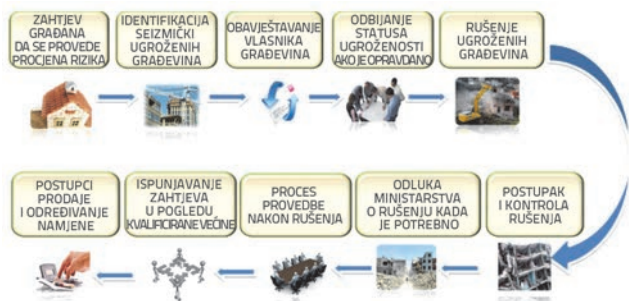 ZAHTJEV
GRAĐANA
DA SE PROVEDE
PROCJENA RIZIKA
IDENTIFIKACIJA
SEIZMIČKI
UGROŽENIH
GRAĐEVINA
OBAVJEŠTAVANJE
VLASNIKA
GRAĐEVINA
ODBIJANJE
STATUSA
UGROŽENOSTI
AKO JE OPRAVDANO
RUŠENJE
UGROŽENIH
GRAĐEVINA
POSTUPCI
PRODAJE
I ODREĐIVANJE
NAMJENE
ISPUNJAVANJE
ZAHTJEVA
U POGLEDU
KVALIFICIRANE VEĆINE
PROCES
PROVEDBE
NAKON RUŠENJA
ODLUKA
MINISTARSTVA
O RUŠENJU KADA
JE POTREBNO
POSTUPAK
I KONTROLA
RUŠENJA